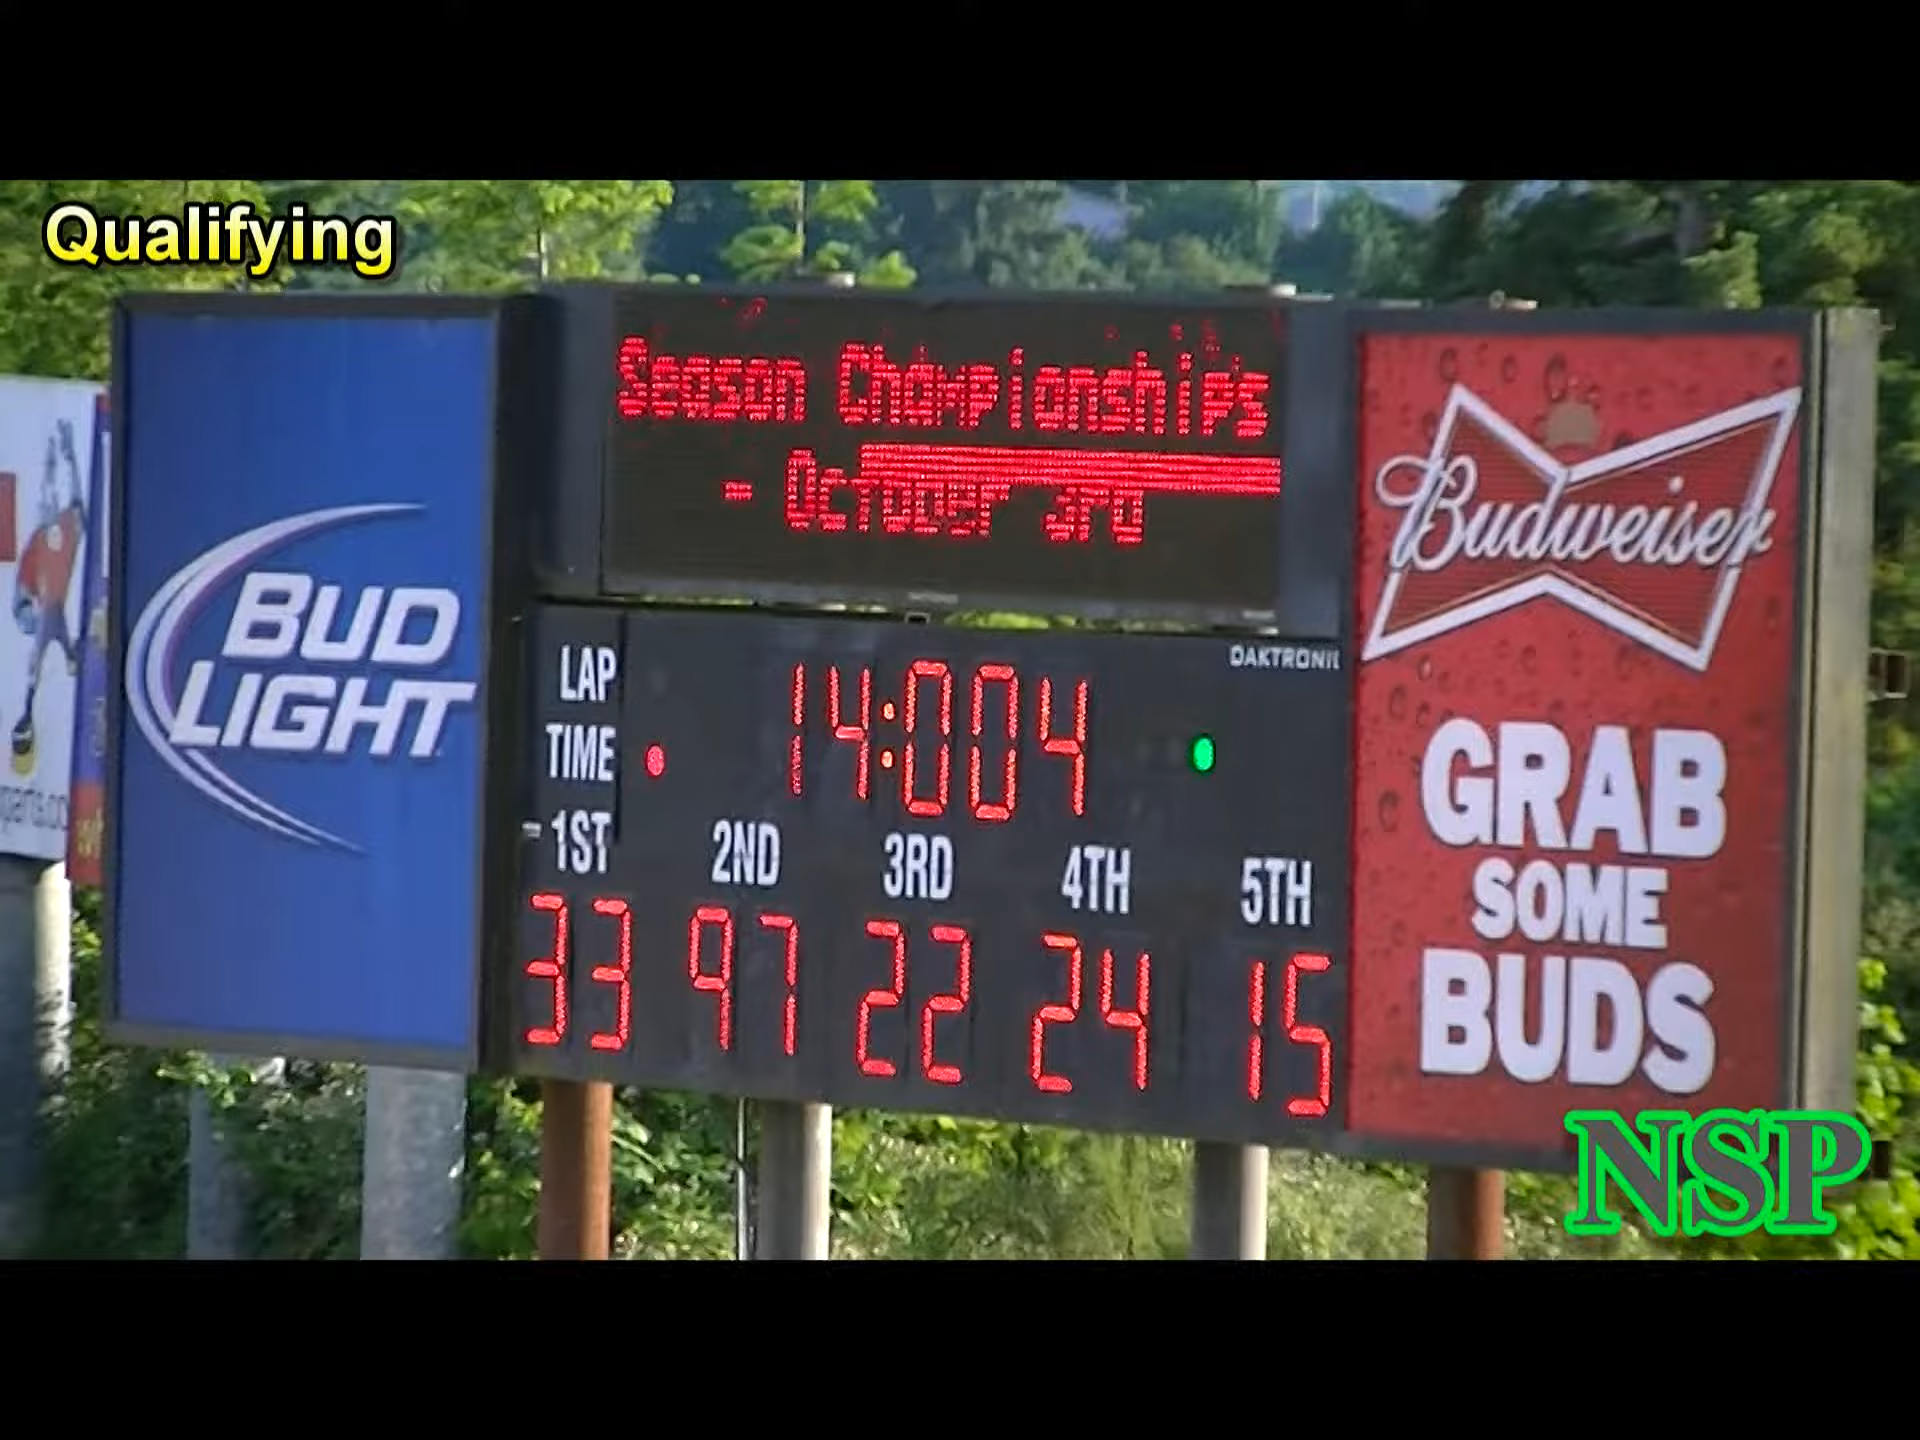 Qualifying
Season Championships
- October 3rd
BUD
LIGHT
Budweiser
GRAB
SOME
BUDS
DAKTRONI
LAP
TIME
14:004
1ST 2ND 3RD 4TH 5TH
33 97 22 24 15
NSP